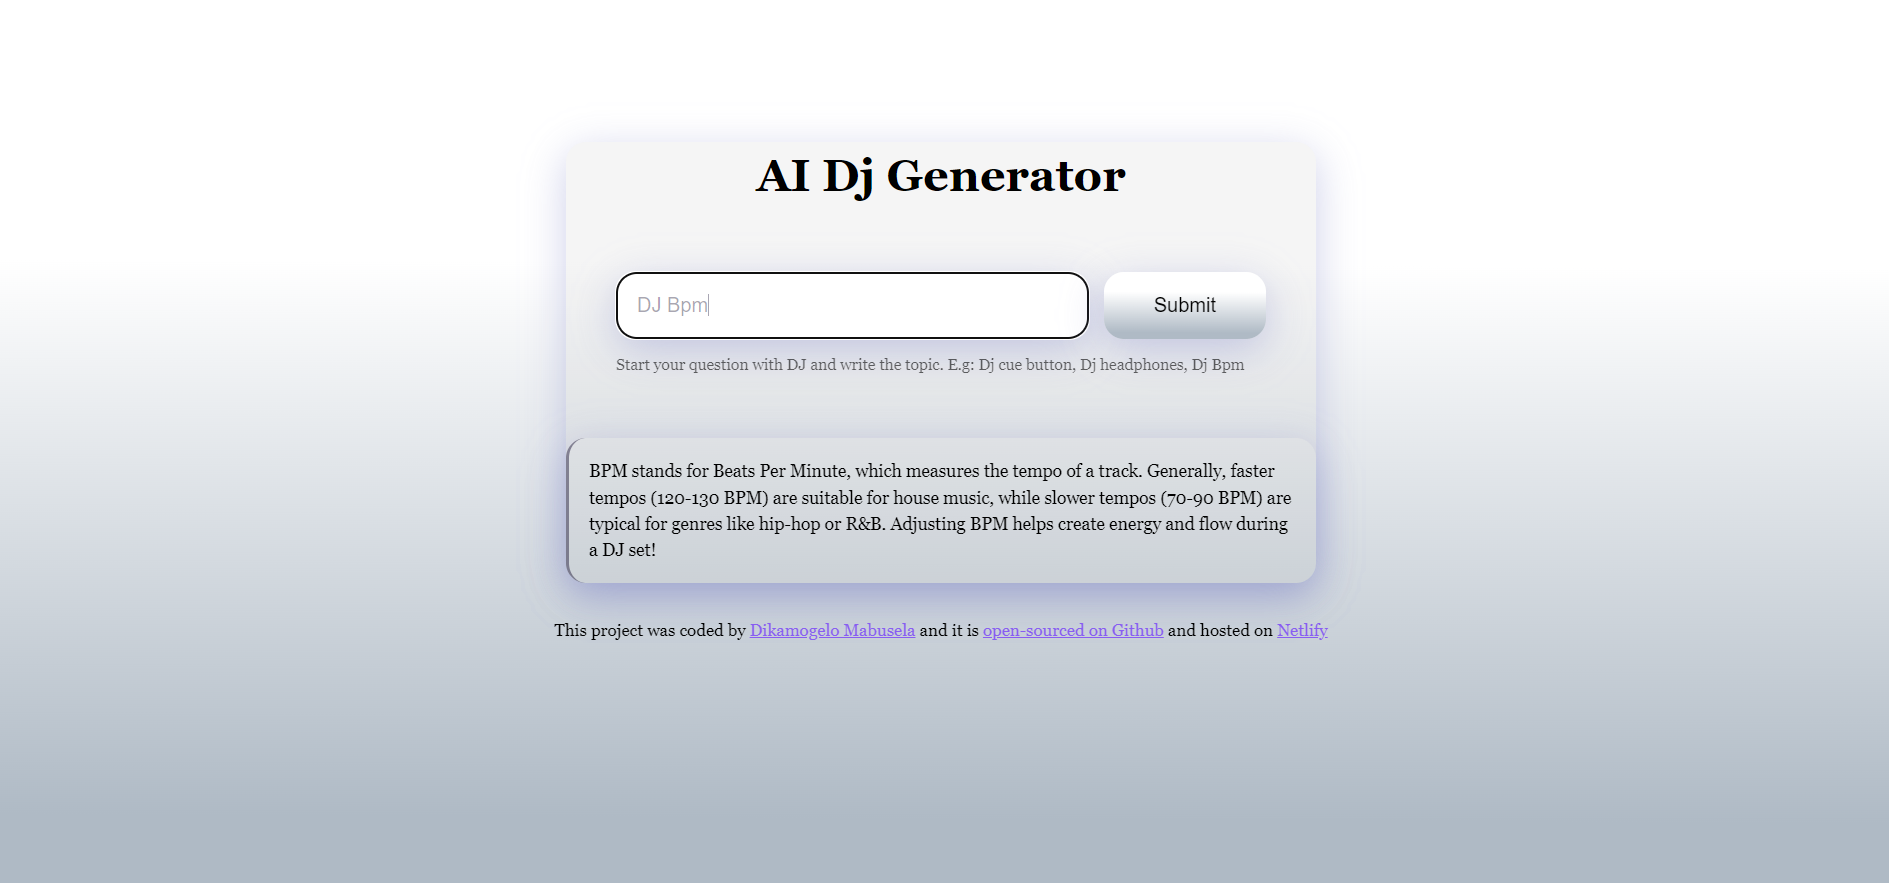 AI Dj Generator
DJ Bpm
Submit
Start your question with DJ and write the topic. E.g: Dj cue button, Dj headphones, Dj Bpm
BPM stands for Beats Per Minute, which measures the tempo of a track. Generally, faster
tempos (120-130 BPM) are suitable for house music, while slower tempos (70-90 BPM) are
typical for genres like hip-hop or R&B. Adjusting BPM helps create energy and flow during
a DJ set!
This project was coded by Dikamogelo Mabusela and it is open-sourced on Github and hosted on Netlify